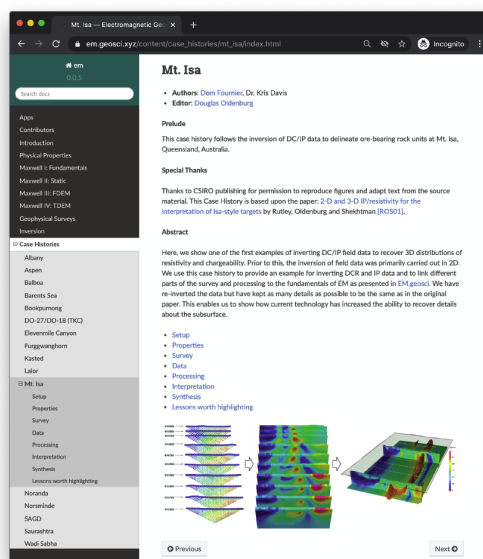 Mt. Isa — Electromagnetic Geo
em.geosci.xyz/content/case_histories/mt_isa/index.html
Incognito
em
0.0.5
Search docs
Apps
Contributors
Introduction
Physical Properties
Maxwell I: Fundamentals
Maxwell II: Static
Maxwell III: FDEM
Maxwell IV: TDEM
Geophysical Surveys
Inversion
Case Histories
Albany
Aspen
Balboa
Barents Sea
Bookpurnong
DO-27/DO-18 (TKC)
Elevenmile Canyon
Furggwanghorn
Kasted
Lalor
Mt. Isa
Setup
Properties
Survey
Data
Processing
Interpretation
Synthesis
Lessons worth highlighting
Noranda
Norsminde
SAGD
Saurashtra
Wadi Sabha
Mt. Isa
• Authors: Dom Fournier, Dr. Kris Davis
• Editor: Douglas Oldenburg
Prelude
This case history follows the inversion of DC/IP data to delineate ore-bearing rock units at Mt. Isa,
Queensland, Australia.
Special Thanks
Thanks to CSIRO publishing for permission to reproduce figures and adapt text from the source
material. This Case History is based upon the paper: 2-D and 3-D IP/resistivity for the
interpretation of Isa-style targets by Rutley, Oldenburg and Shekhtman [ROS01].
Abstract
Here, we show one of the first examples of inverting DC/IP field data to recover 3D distributions of
resistivity and chargeability. Prior to this, the inversion of field data was primarily carried out in 2D.
We use this case history to provide an example for inverting DCR and IP data and to link different
parts of the survey and processing to the fundamentals of EM as presented in EM.geosci. We have
re-inverted the data but have kept as many details as possible to be the same as in the original
paper. This enables us to show how current technology has increased the ability to recover details
about the subsurface.
• Setup
• Properties
• Survey
• Data
• Processing
• Interpretation
• Synthesis
• Lessons worth highlighting
Previous
Next